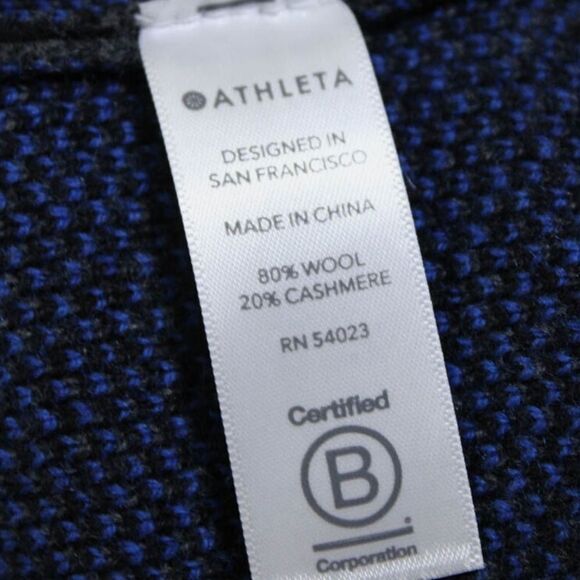 ATHLETA
DESIGNED IN
SAN FRANCISCO
MADE IN CHINA
80% WOOL
20% CASHMERE
RN 54023
Certified
B
Corporation